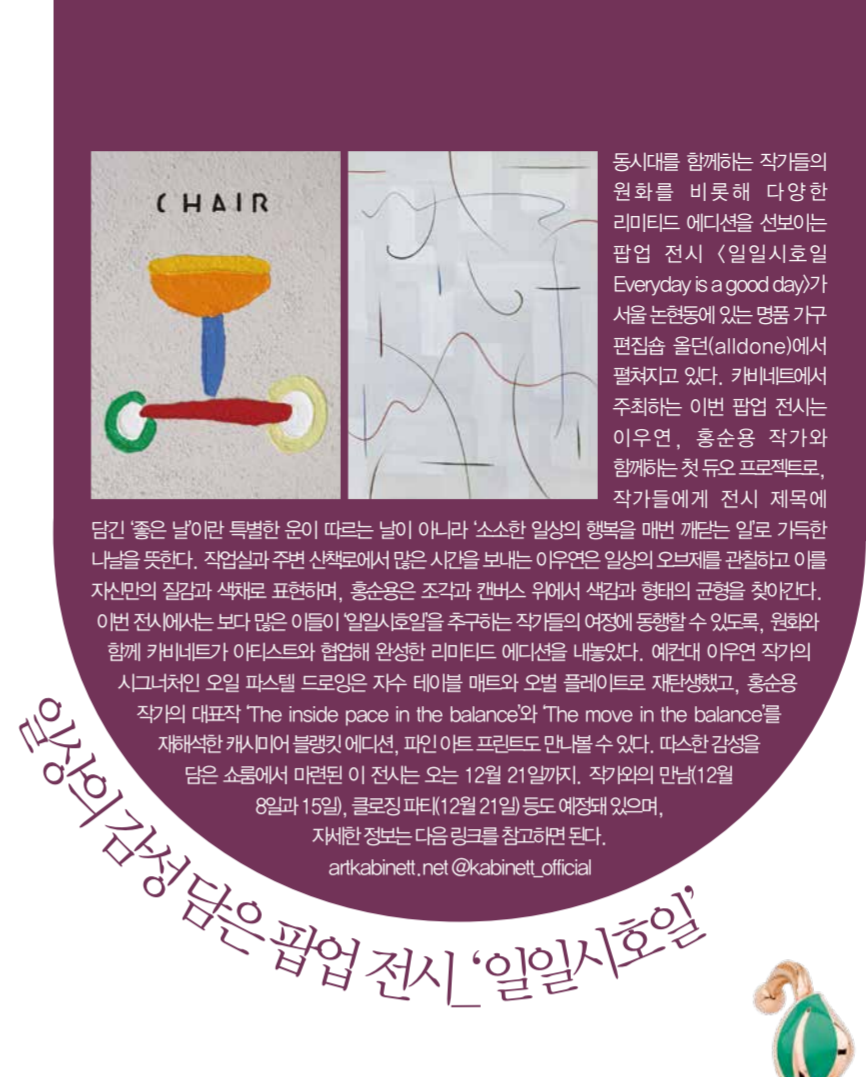 CHAIR
동시대를 함께하는 작가들의
원화를 비롯해 다양한
리미티드 에디션을 선보이는
팝업 전시 〈일일시호일
Everyday is a good day〉가
서울 논현동에 있는 명품 가구
편집숍 올던(alldone)에서
펼쳐지고 있다. 카비네트에서
주최하는 이번 팝업 전시는
이우연, 홍순용 작가와
함께하는 첫 듀오 프로젝트로,
작가들에게 전시 제목에
담긴 ‘좋은 날’이란 특별한 운이 따르는 날이 아니라 ‘소소한 일상의 행복을 매번 깨닫는 일’로 가득한
나날을 뜻한다. 작업실과 주변 산책로에서 많은 시간을 보내는 이우연은 일상의 오브제를 관찰하고 이를
자신만의 질감과 색채로 표현하며, 홍순용은 조각과 캔버스 위에서 색감과 형태의 균형을 찾아간다.
이번 전시에서는 보다 많은 이들이 ‘일일시호일’을 추구하는 작가들의 여정에 동행할 수 있도록, 원화와
함께 카비네트가 아티스트와 협업해 완성한 리미티드 에디션을 내놓았다. 예컨대 이우연 작가의
시그너처인 오일 파스텔 드로잉은 자수 테이블 매트와 오벌 플레이트로 재탄생했고, 홍순용
작가의 대표작 ‘The inside pace in the balance’와 ‘The move in the balance’를
재해석한 캐시미어 블랭킷 에디션, 파인 아트 프린트도 만나볼 수 있다. 따스한 감성을
담은 쇼룸에서 마련된 이 전시는 오는 12월 21일까지. 작가와의 만남(12월
8일과 15일), 클로징 파티(12월 21일) 등도 예정돼 있으며,
자세한 정보는 다음 링크를 참고하면 된다.
artkabinett.net @kabinett_official
일상의 감성 담은 팝업 전시_‘일일시호일’